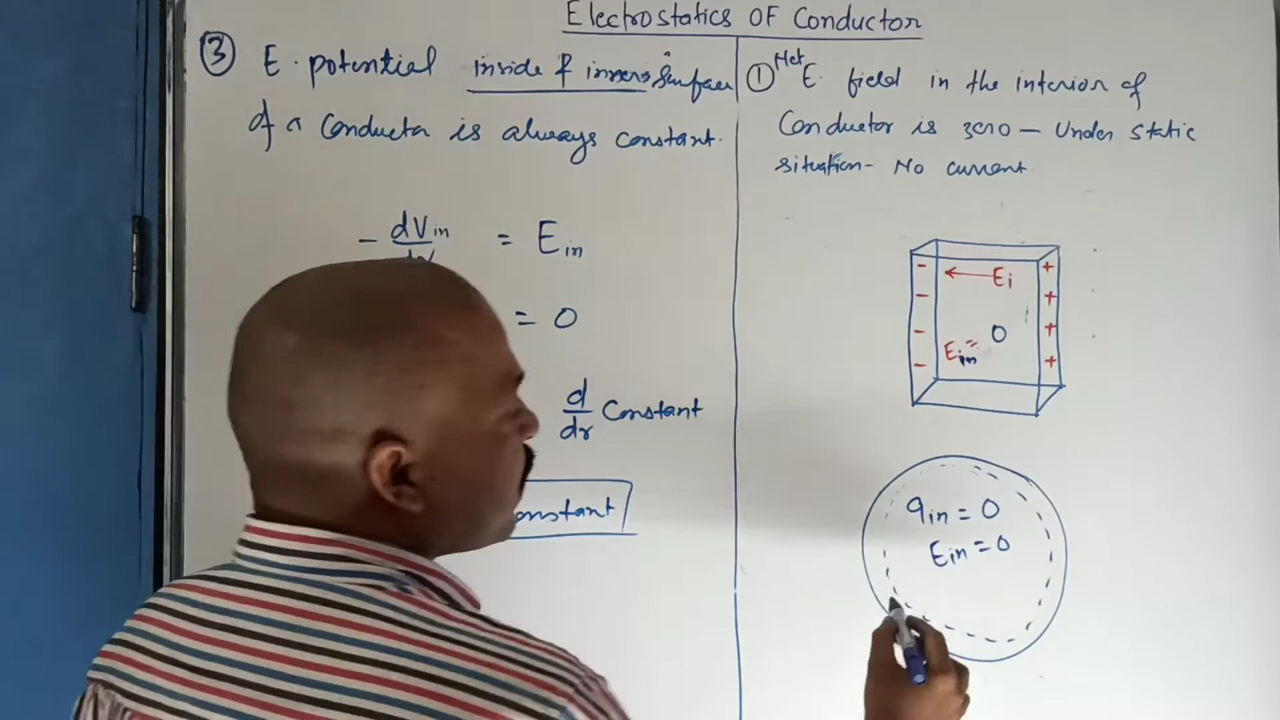 Electrostatics OF Conductor
③ E. potential inside & inner surface
of a conductor is always constant.
- dVin/dr = Ein
= 0
d/dr Constant
onstant
① Net E. field in the interior of
Conductor is zero — Under static
situation - No current.
- ← Ei +
- +
- Ein = 0 +
- +
qin = 0
Ein = 0